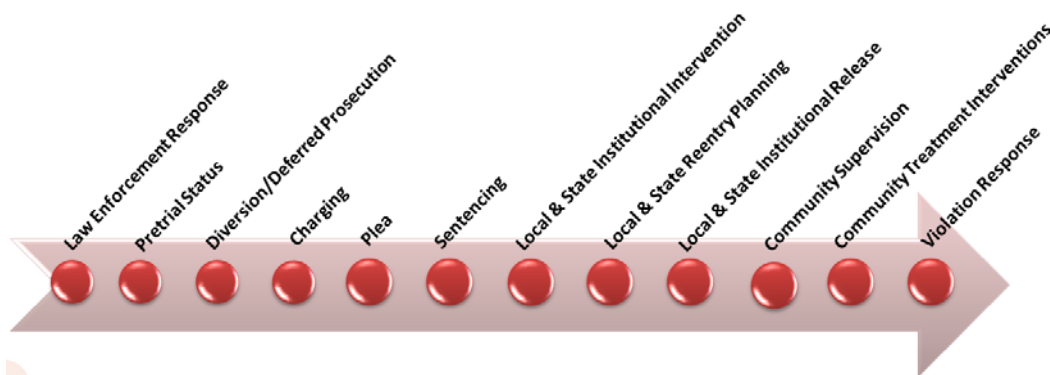 Law Enforcement Response
Pretrial Status
Diversion/Deferred Prosecution
Charging
Plea
Sentencing
Local & State Institutional Intervention
Local & State Reentry Planning
Local & State Institutional Release
Community Supervision
Community Treatment Interventions
Violation Response